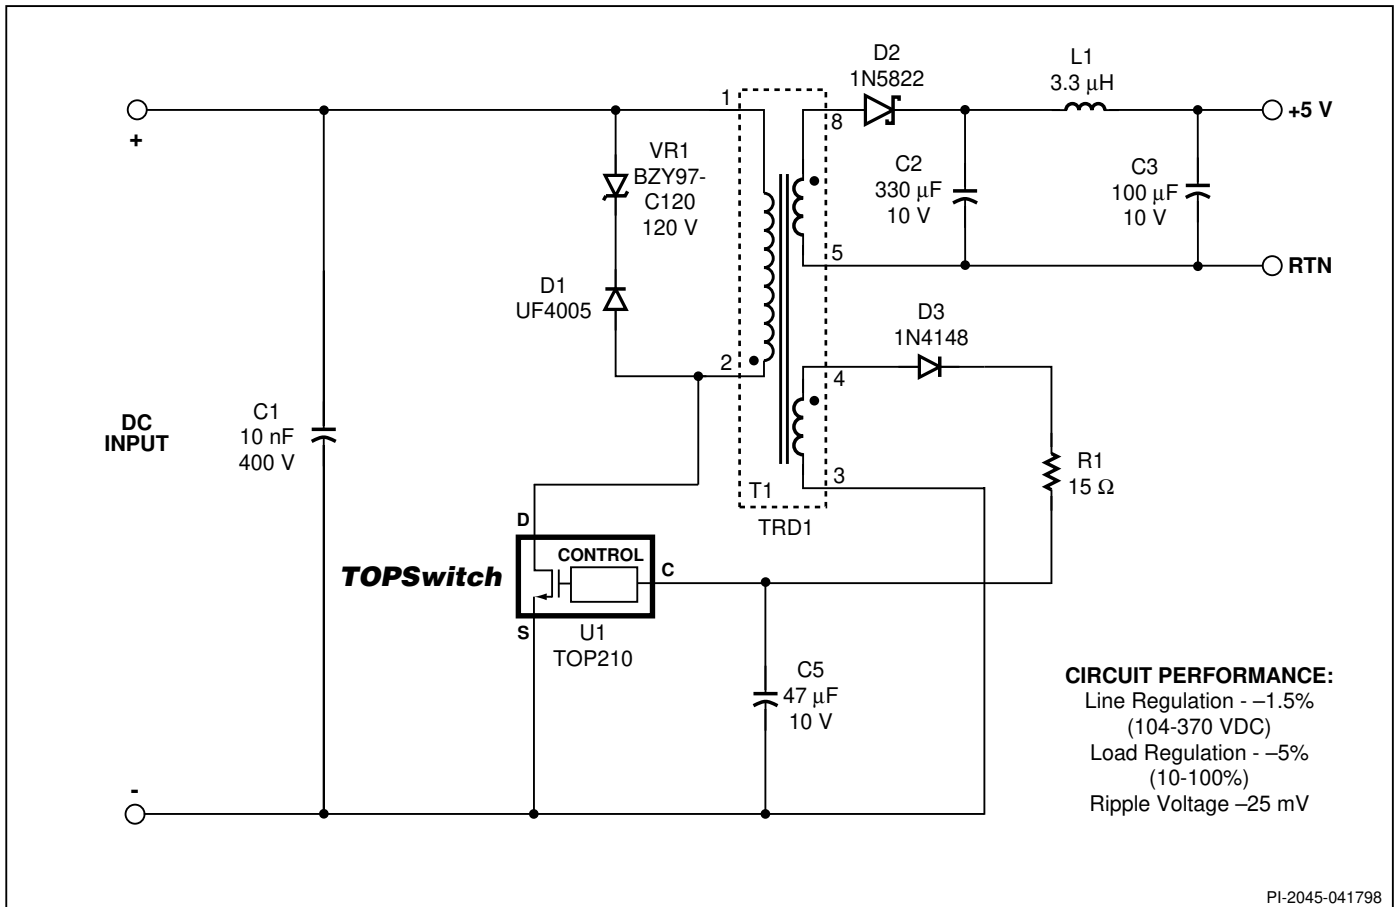 D2
1N5822
L1
3.3 µH
1
8
+5 V
+
VR1
BZY97-
C120
120 V
C2
330 µF
10 V
C3
100 µF
10 V
5
RTN
D1
UF4005
D3
1N4148
2
4
DC
INPUT
C1
10 nF
400 V
R1
15 Ω
3
T1
TRD1
D
CONTROL
C
TOPSwitch
S
U1
TOP210
C5
47 µF
10 V
CIRCUIT PERFORMANCE:
Line Regulation - –1.5%
(104-370 VDC)
Load Regulation - –5%
(10-100%)
Ripple Voltage –25 mV
-
PI-2045-041798